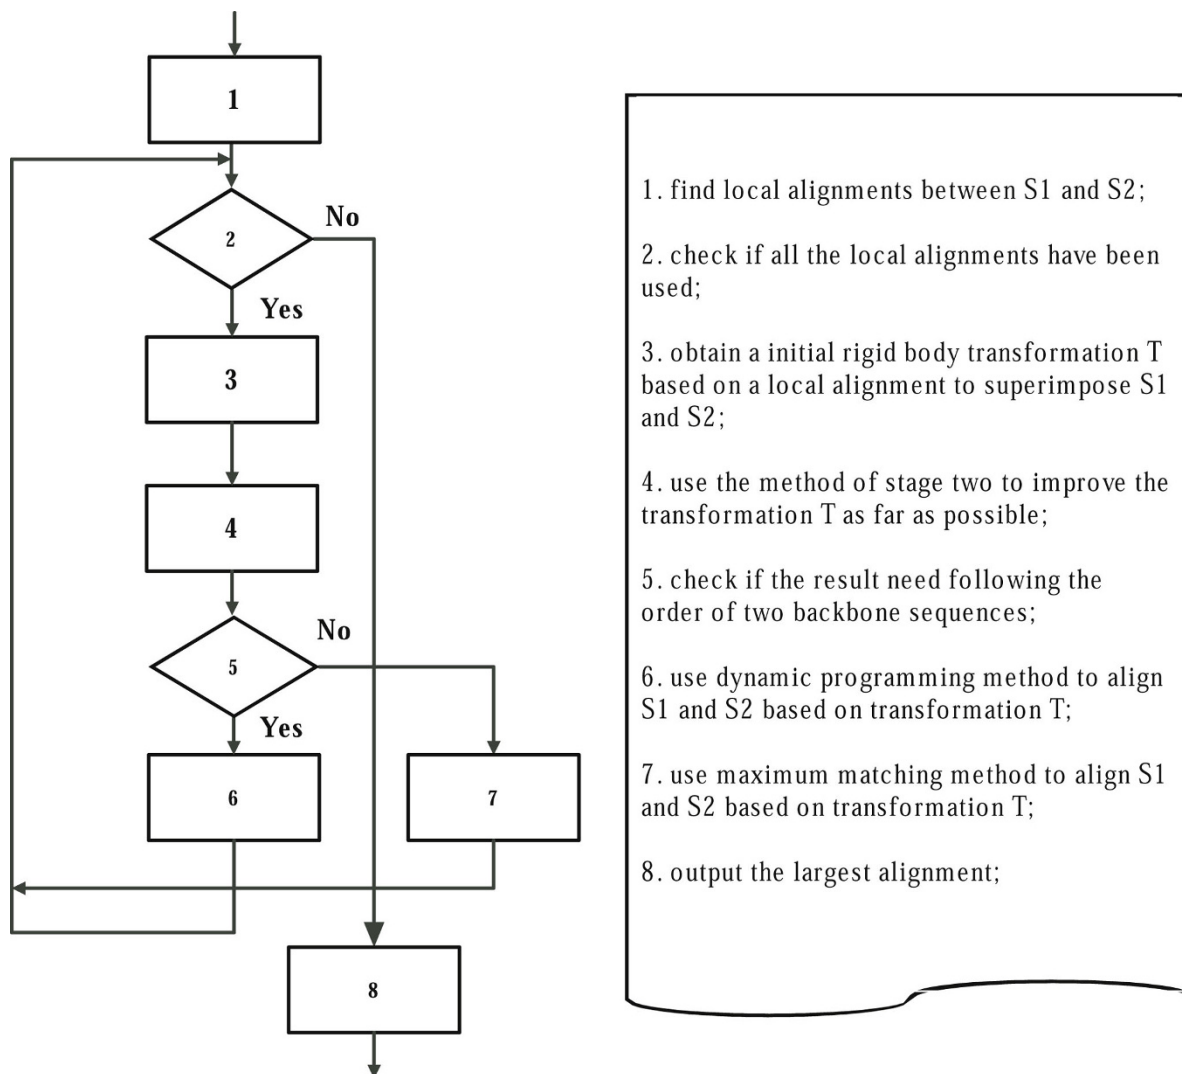 1
2
No
Yes
3
4
5
No
Yes
6
7
8
1. find local alignments between S1 and S2;
2. check if all the local alignments have been
used;
3. obtain a initial rigid body transformation T
based on a local alignment to superimpose S1
and S2;
4. use the method of stage two to improve the
transformation T as far as possible;
5. check if the result need following the
order of two backbone sequences;
6. use dynamic programming method to align
S1 and S2 based on transformation T;
7. use maximum matching method to align S1
and S2 based on transformation T;
8. output the largest alignment;